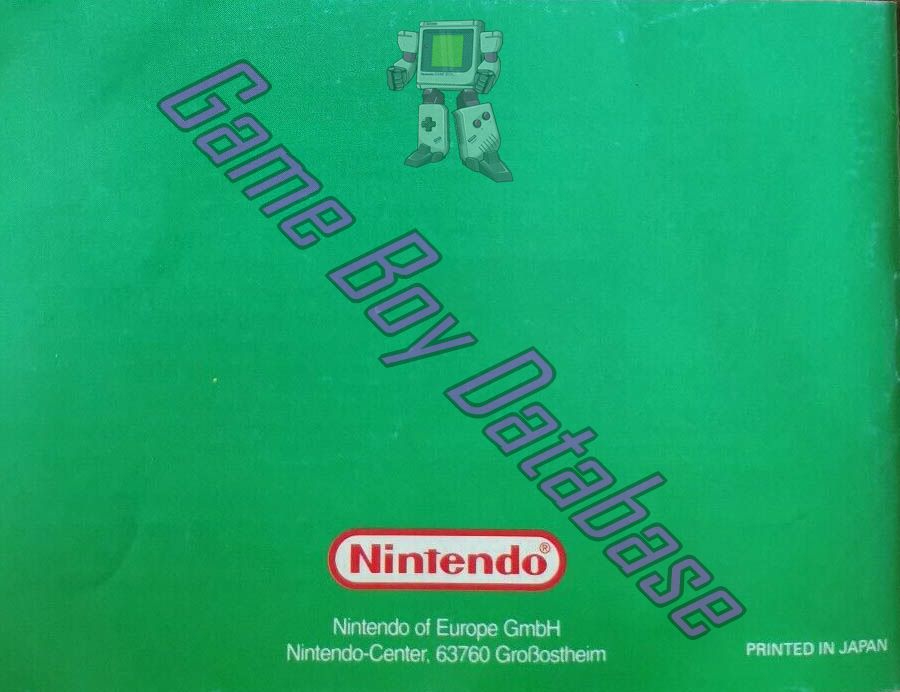 Game Boy Database
Nintendo®
Nintendo of Europe GmbH
Nintendo-Center, 63760 Großostheim
PRINTED IN JAPAN